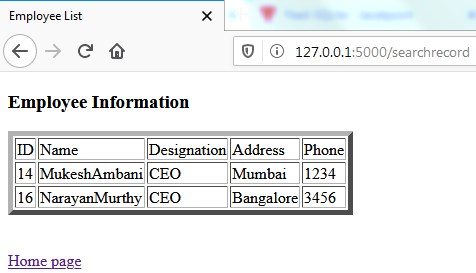 Employee List
127.0.0.1:5000/searchrecord
Employee Information
ID Name Designation Address Phone
14 MukeshAmbani CEO Mumbai 1234
16 NarayanMurthy CEO Bangalore 3456
Home page